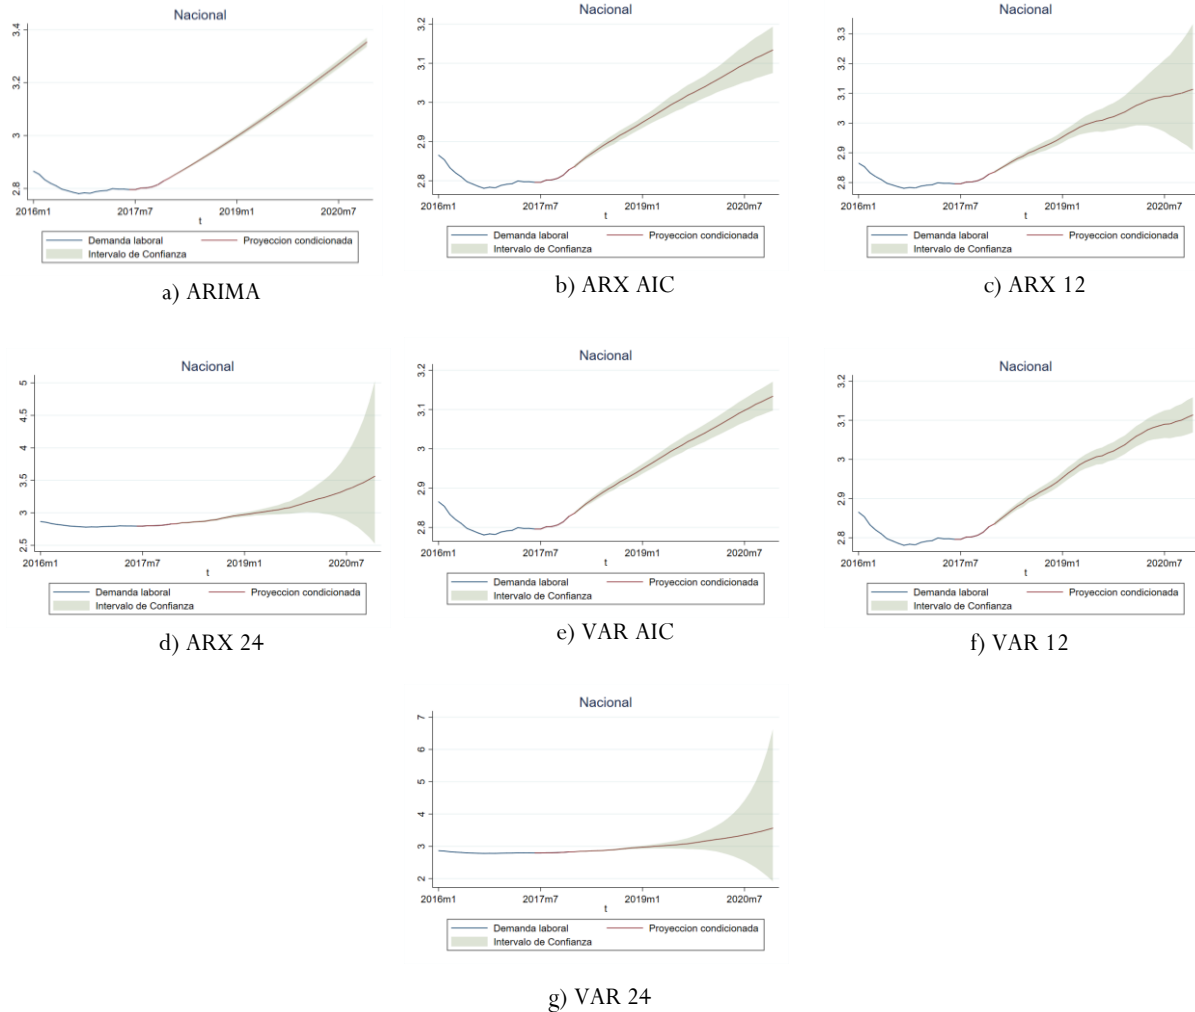 Nacional
3.4
3.2
3
2.8
2016m1 2017m7 2019m1 2020m7
t
Demanda laboral Proyeccion condicionada
Intervalo de Confianza
a) ARIMA
Nacional
3.2
3.1
3
2.9
2.8
2016m1 2017m7 2019m1 2020m7
t
Demanda laboral Proyeccion condicionada
Intervalo de Confianza
b) ARX AIC
Nacional
3.3
3.2
3.1
3
2.9
2.8
2016m1 2017m7 2019m1 2020m7
t
Demanda laboral Proyeccion condicionada
Intervalo de Confianza
c) ARX 12
Nacional
5
4.5
4
3.5
3
2.5
2016m1 2017m7 2019m1 2020m7
t
Demanda laboral Proyeccion condicionada
Intervalo de Confianza
d) ARX 24
Nacional
3.2
3.1
3
2.9
2.8
2016m1 2017m7 2019m1 2020m7
t
Demanda laboral Proyeccion condicionada
Intervalo de Confianza
e) VAR AIC
Nacional
3.2
3.1
3
2.9
2.8
2016m1 2017m7 2019m1 2020m7
t
Demanda laboral Proyeccion condicionada
Intervalo de Confianza
f) VAR 12
Nacional
7
6
5
4
3
2
2016m1 2017m7 2019m1 2020m7
t
Demanda laboral Proyeccion condicionada
Intervalo de Confianza
g) VAR 24